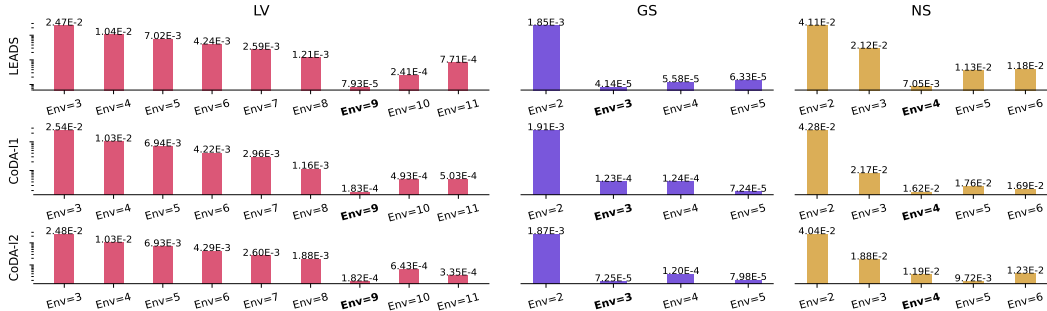 LV GS NS
LEADS
2.47E-2 1.04E-2 7.02E-3 4.24E-3 2.59E-3 1.21E-3 7.93E-5 2.41E-4 7.71E-4
Env=3 Env=4 Env=5 Env=6 Env=7 Env=8 Env=9 Env=10 Env=11
1.85E-3 4.14E-5 5.58E-5 6.33E-5
Env=2 Env=3 Env=4 Env=5
4.11E-2 2.12E-2 7.05E-3 1.13E-2 1.18E-2
Env=2 Env=3 Env=4 Env=5 Env=6
CoDA-l1
2.54E-2 1.03E-2 6.94E-3 4.22E-3 2.96E-3 1.16E-3 1.83E-4 4.93E-4 5.03E-4
Env=3 Env=4 Env=5 Env=6 Env=7 Env=8 Env=9 Env=10 Env=11
1.91E-3 1.23E-4 1.24E-4 7.24E-5
Env=2 Env=3 Env=4 Env=5
4.28E-2 2.17E-2 1.62E-2 1.76E-2 1.69E-2
Env=2 Env=3 Env=4 Env=5 Env=6
CoDA-l2
2.48E-2 1.03E-2 6.93E-3 4.29E-3 2.60E-3 1.88E-3 1.82E-4 6.43E-4 3.35E-4
Env=3 Env=4 Env=5 Env=6 Env=7 Env=8 Env=9 Env=10 Env=11
1.87E-3 7.25E-5 1.20E-4 7.98E-5
Env=2 Env=3 Env=4 Env=5
4.04E-2 1.88E-2 1.19E-2 9.72E-3 1.23E-2
Env=2 Env=3 Env=4 Env=5 Env=6